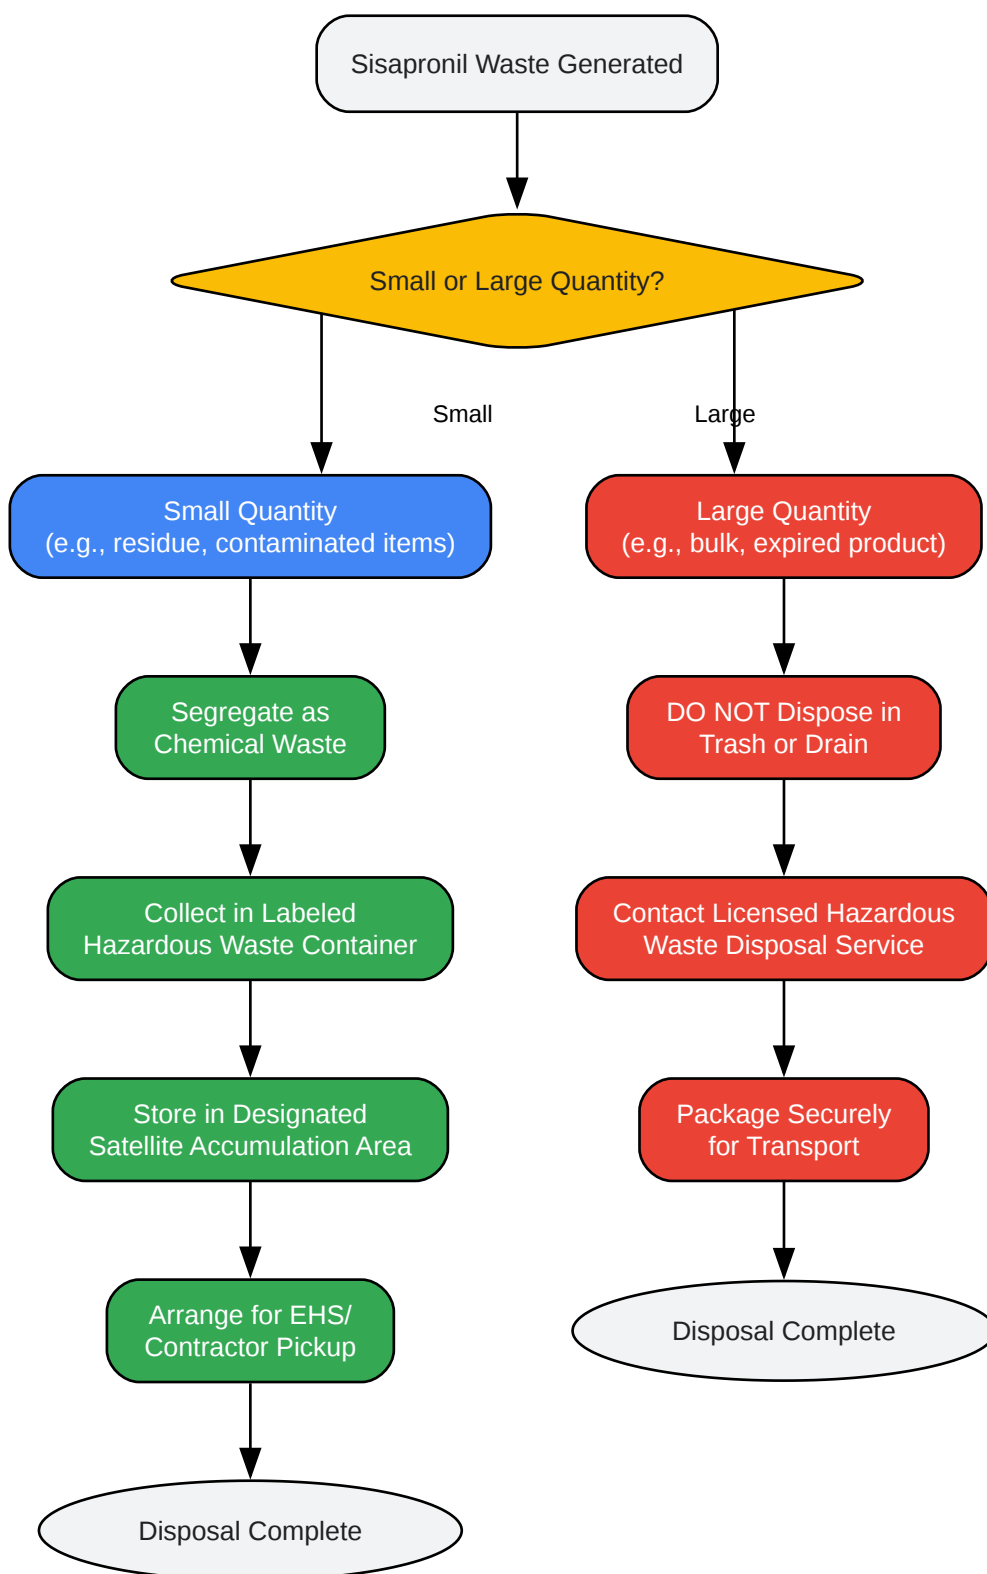 Sisapronil Waste Generated
Small or Large Quantity?
Small
Large
Small Quantity
(e.g., residue, contaminated items)
Segregate as
Chemical Waste
Collect in Labeled
Hazardous Waste Container
Store in Designated
Satellite Accumulation Area
Arrange for EHS/
Contractor Pickup
Disposal Complete
Large Quantity
(e.g., bulk, expired product)
DO NOT Dispose in
Trash or Drain
Contact Licensed Hazardous
Waste Disposal Service
Package Securely
for Transport
Disposal Complete